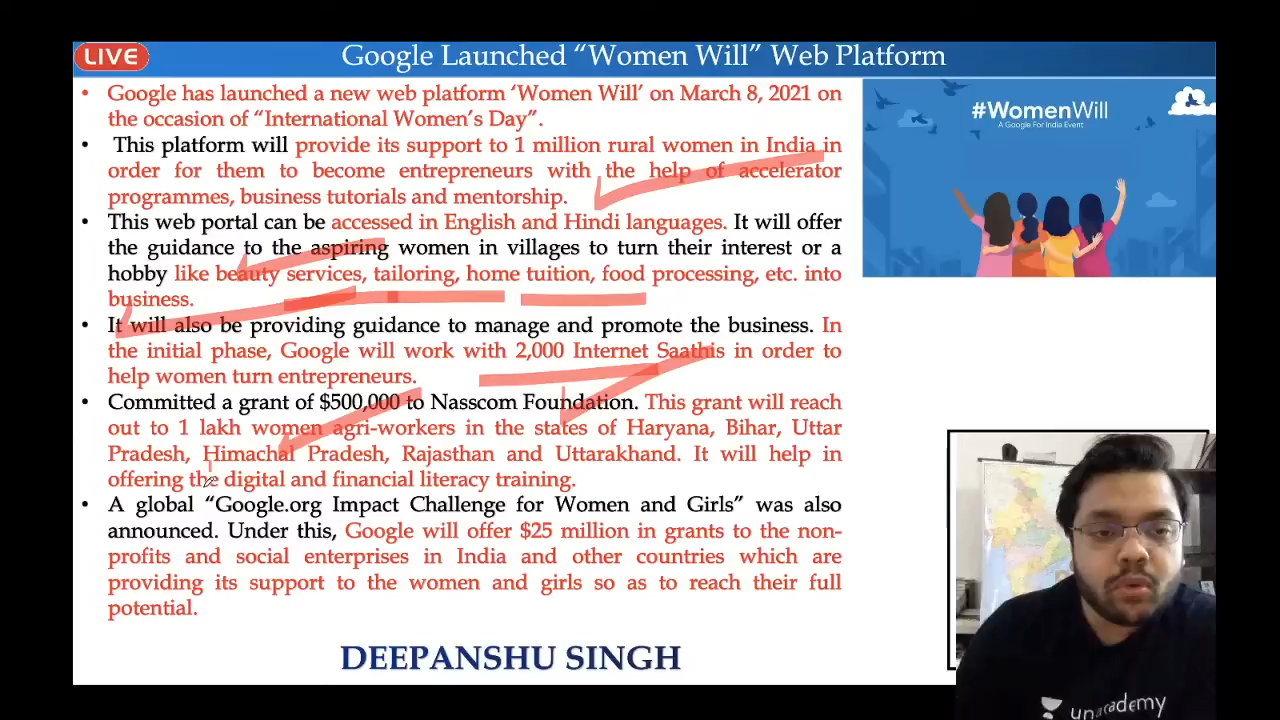 LIVE
Google Launched “Women Will” Web Platform
• Google has launched a new web platform ‘Women Will’ on March 8, 2021 on
the occasion of “International Women’s Day”.
• This platform will provide its support to 1 million rural women in India in
order for them to become entrepreneurs with the help of accelerator
programmes, business tutorials and mentorship.
• This web portal can be accessed in English and Hindi languages. It will offer
the guidance to the aspiring women in villages to turn their interest or a
hobby like beauty services, tailoring, home tuition, food processing, etc. into
business.
• It will also be providing guidance to manage and promote the business. In
the initial phase, Google will work with 2,000 Internet Saathis in order to
help women turn entrepreneurs.
• Committed a grant of $500,000 to Nasscom Foundation. This grant will reach
out to 1 lakh women agri-workers in the states of Haryana, Bihar, Uttar
Pradesh, Himachal Pradesh, Rajasthan and Uttarakhand. It will help in
offering the digital and financial literacy training.
• A global “Google.org Impact Challenge for Women and Girls” was also
announced. Under this, Google will offer $25 million in grants to the non-
profits and social enterprises in India and other countries which are
providing its support to the women and girls so as to reach their full
potential.
DEEPANSHU SINGH
#WomenWill
A Google For India Event
unacademy